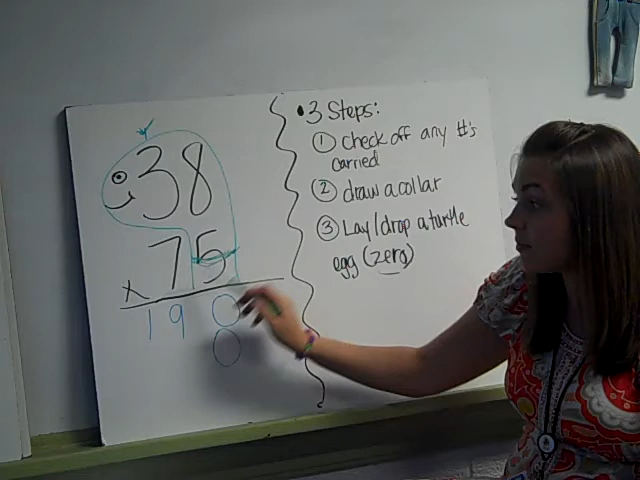 38
x 75
190
0
• 3 Steps:
① check off any #'s
carried
② draw a collar
③ Lay/drop a turtle
egg (zero)